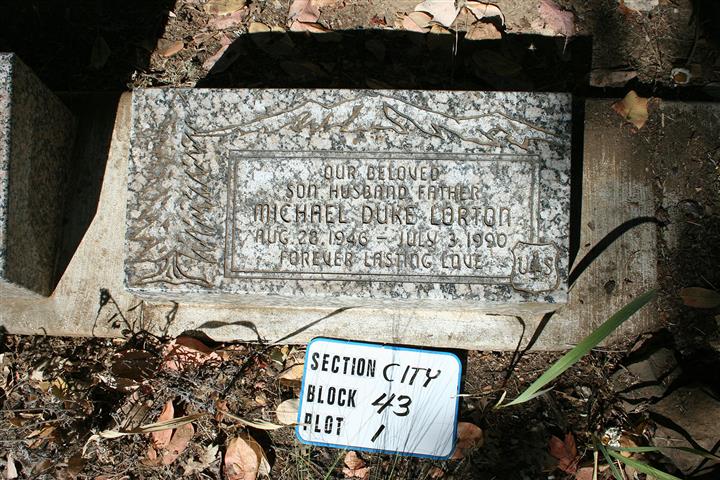 OUR BELOVED
SON HUSBAND FATHER
MICHAEL DUKE LORTON
AUG. 28, 1946 – JULY 3, 1990
FOREVER LASTING LOVE
US
SECTION CITY
BLOCK 43
PLOT 1